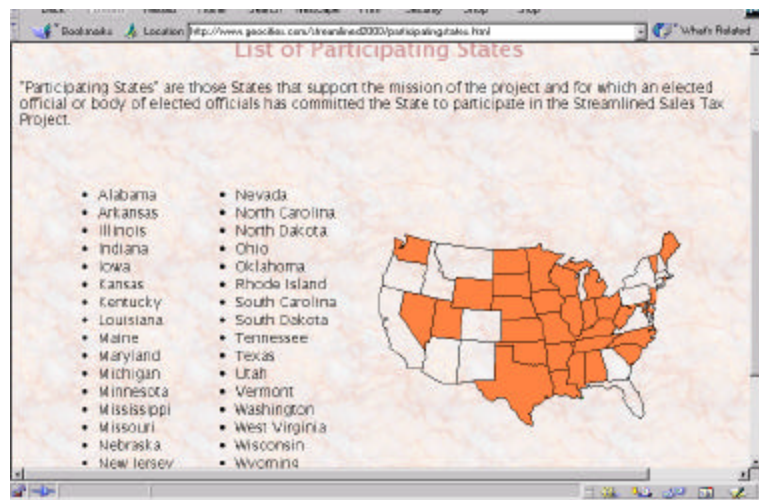 Bookmarks Location http://www.geocities.com/streamlined2000/participatingstates.html What's Related
List of Participating States
"Participating States" are those States that support the mission of the project and for which an elected
official or body of elected officials has committed the State to participate in the Streamlined Sales Tax
Project.
• Alabama
• Arkansas
• Illinois
• Indiana
• Iowa
• Kansas
• Kentucky
• Louisiana
• Maine
• Maryland
• Michigan
• Minnesota
• Mississippi
• Missouri
• Nebraska
• New Jersey
• Nevada
• North Carolina
• North Dakota
• Ohio
• Oklahoma
• Rhode Island
• South Carolina
• South Dakota
• Tennessee
• Texas
• Utah
• Vermont
• Washington
• West Virginia
• Wisconsin
• Wyoming